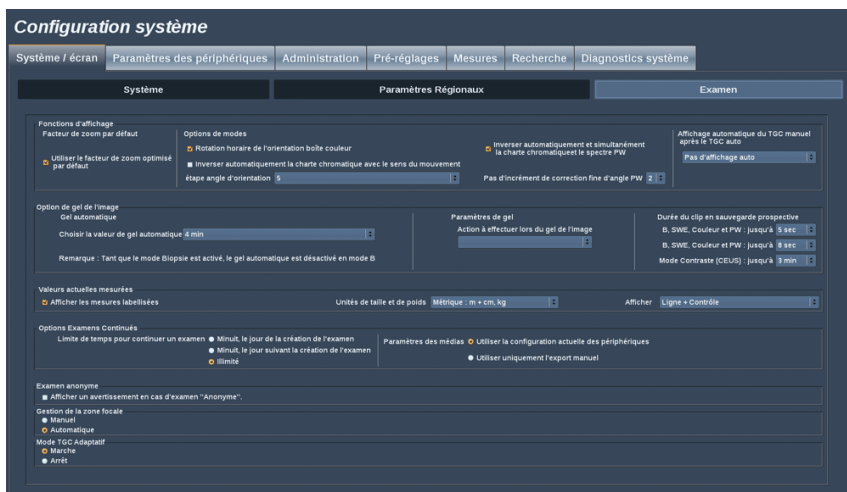 Configuration système
Système / écran Paramètres des périphériques Administration Pré-réglages Mesures Recherche Diagnostics système
Système Paramètres Régionaux Examen
Fonctions d'affichage
Facteur de zoom par défaut
Utiliser le facteur de zoom optimisé
par défaut
Options de modes
Rotation horaire de l'orientation boîte couleur
Inverser automatiquement la charte chromatique avec le sens du mouvement
étape angle d'orientation 5
Inverser automatiquement et simultanément
la charte chromatiqueet le spectre PW
Pas d'incrément de correction fine d'angle PW 2
Affichage automatique du TGC manuel
après le TGC auto
Pas d'affichage auto
Option de gel de l'image
Gel automatique
Choisir la valeur de gel automatique 4 min
Remarque : Tant que le mode Biopsie est activé, le gel automatique est désactivé en mode B
Paramètres de gel
Action à effectuer lors du gel de l'image
Durée du clip en sauvegarde prospective
B, SWE, Couleur et PW : jusqu'à 5 sec
B, SWE, Couleur et PW : jusqu'à 8 sec
Mode Contraste (CEUS) : jusqu'à 3 min
Valeurs actuelles mesurées
Afficher les mesures labellisées Unités de taille et de poids Métrique : m + cm, kg Afficher Ligne + Contrôle
Options Examens Continués
Limite de temps pour continuer un examen Minuit, le jour de la création de l'examen
Minuit, le jour suivant la création de l'examen
Illimité
Paramètres des médias Utiliser la configuration actuelle des périphériques
Utiliser uniquement l'export manuel
Examen anonyme
Afficher un avertissement en cas d'examen "Anonyme".
Gestion de la zone focale
Manuel
Automatique
Mode TGC Adaptatif
Marche
Arrêt